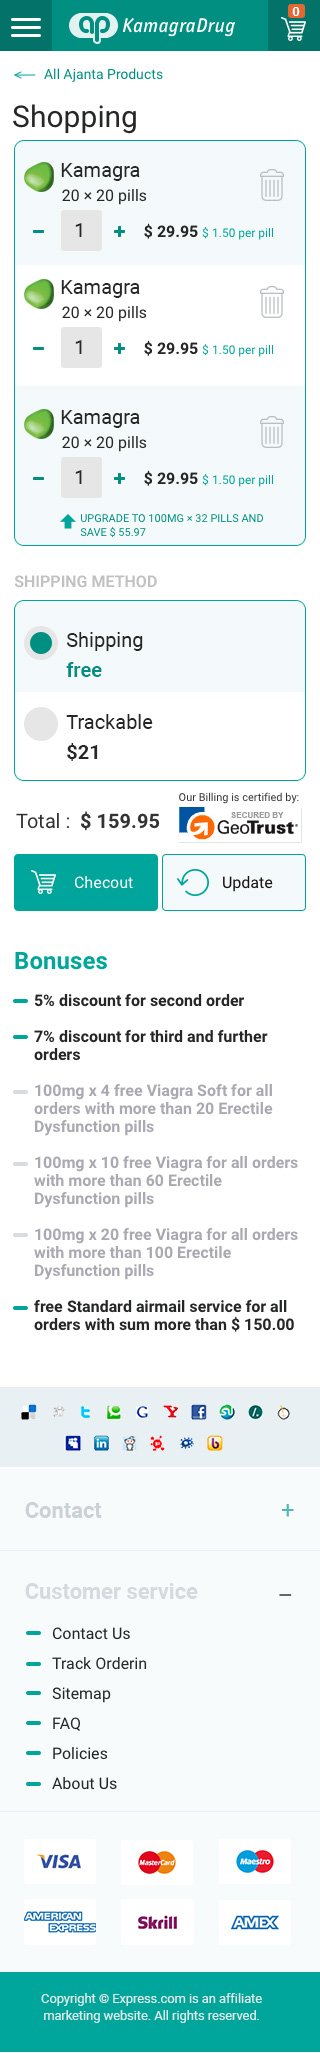 ap KamagraDrug
0
All Ajanta Products
Shopping
Kamagra
20 × 20 pills
− 1 + $ 29.95 $ 1.50 per pill
Kamagra
20 × 20 pills
− 1 + $ 29.95 $ 1.50 per pill
Kamagra
20 × 20 pills
− 1 + $ 29.95 $ 1.50 per pill
UPGRADE TO 100MG × 32 PILLS AND
SAVE $ 55.97
SHIPPING METHOD
Shipping
free
Trackable
$21
Our Billing is certified by:
SECURED BY
GeoTrust
Total : $ 159.95
Checout
Update
Bonuses
5% discount for second order
7% discount for third and further
orders
100mg x 4 free Viagra Soft for all
orders with more than 20 Erectile
Dysfunction pills
100mg x 10 free Viagra for all orders
with more than 60 Erectile
Dysfunction pills
100mg x 20 free Viagra for all orders
with more than 100 Erectile
Dysfunction pills
free Standard airmail service for all
orders with sum more than $ 150.00
Contact +
Customer service −
Contact Us
Track Orderin
Sitemap
FAQ
Policies
About Us
VISA
MasterCard
Maestro
AMERICAN
EXPRESS
Skrill
AMEX
Copyright © Express.com is an affiliate
marketing website. All rights reserved.